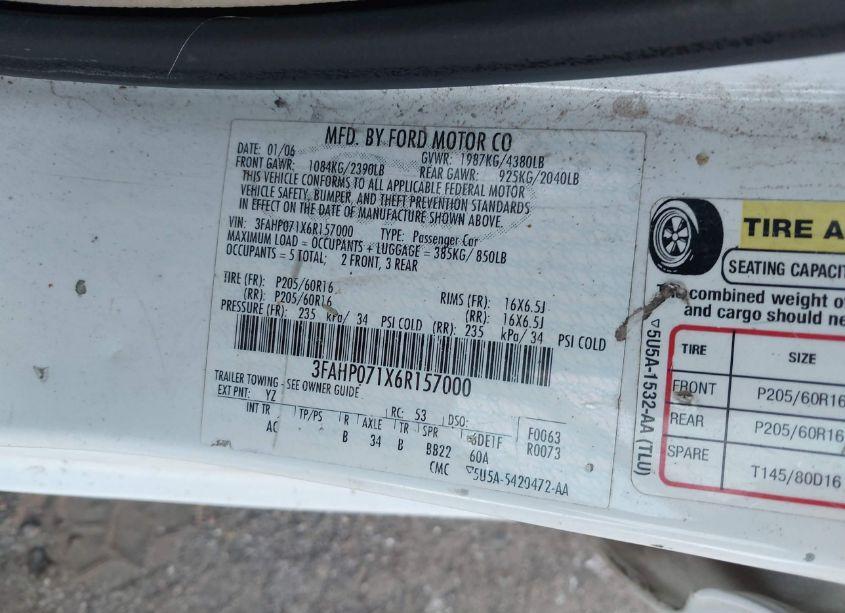 MFD. BY FORD MOTOR CO
DATE: 01/06 GVWR: 1987KG/4380LB
FRONT GAWR: 1084KG/2390LB REAR GAWR: 925KG/2040LB
THIS VEHICLE CONFORMS TO ALL APPLICABLE FEDERAL MOTOR
VEHICLE SAFETY, BUMPER, AND THEFT PREVENTION STANDARDS
IN EFFECT ON THE DATE OF MANUFACTURE SHOWN ABOVE.
VIN: 3FAHP071X6R157000 TYPE: Passenger Car
MAXIMUM LOAD = OCCUPANTS + LUGGAGE = 385KG/ 850LB
OCCUPANTS = 5 TOTAL; 2 FRONT, 3 REAR
TIRE (FR): P205/60R16 RIMS (FR): 16X6.5J
(RR): P205/60R16 (RR): 16X6.5J
PRESSURE (FR): 235 kPa/ 34 PSI COLD (RR): 235 kPa/ 34 PSI COLD
3FAHP071X6R157000
TRAILER TOWING - SEE OWNER GUIDE
EXT PNT: YZ RC: 53 DSO:
INT TR TP/PS R AXLE TR SPR F0063
AC B 34 B BB22 60A R0073
CMC ▽5U5A-5429472-AA
TIRE A
SEATING CAPACIT
The combined weight o
and cargo should ne
TIRE SIZE
FRONT P205/60R16
REAR P205/60R16
SPARE T145/80D16
▽5U5A-1532-AA (TLU)